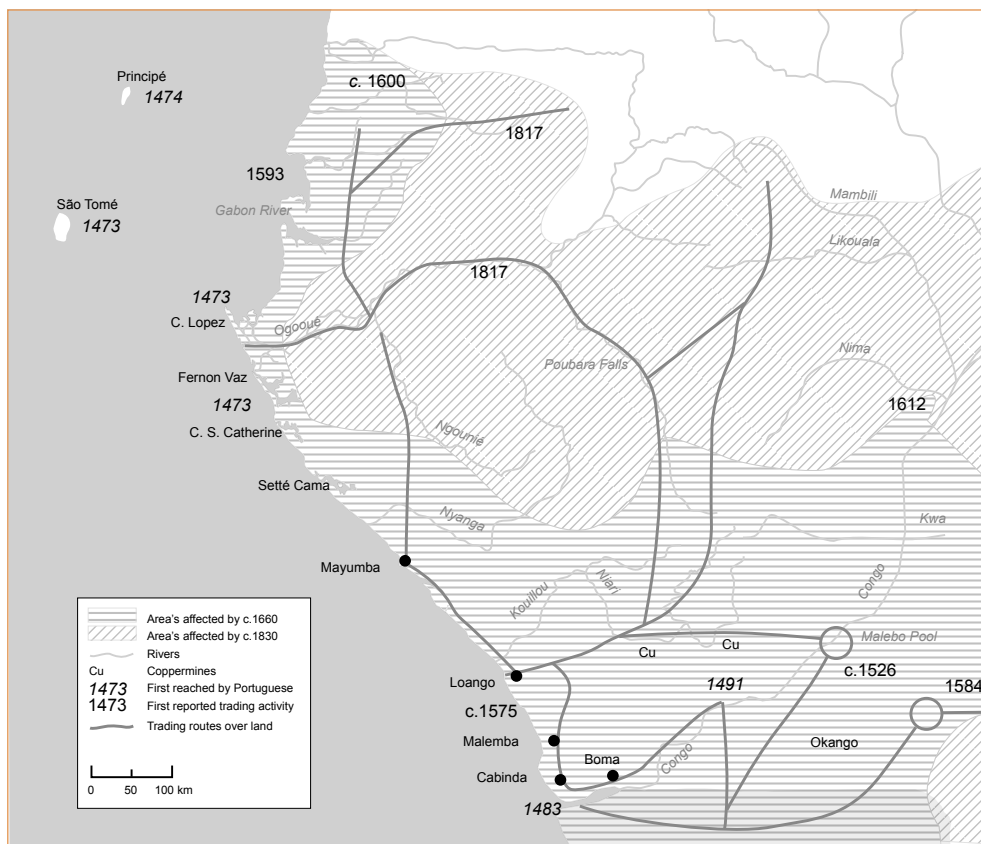 Principé
1474
c. 1600
1817
1593
Gabon River
São Tomé
1473
Mambili
Likouala
1817
1473
C. Lopez
Ogooué
Poubara Falls
Nima
Fernon Vaz
1473
1612
C. S. Catherine
Ngounié
Setté Cama
Nyanga
Kwa
Mayumba
Kouillou
Niari
Congo
Malebo Pool
Cu
Cu
c.1526
Loango
1491
1584
c.1575
Malemba
Okango
Boma
Congo
Cabinda
1483
Area's affected by c.1660
Area's affected by c.1830
Rivers
Cu Coppermines
1473 First reached by Portuguese
1473 First reported trading activity
Trading routes over land
0 50 100 km